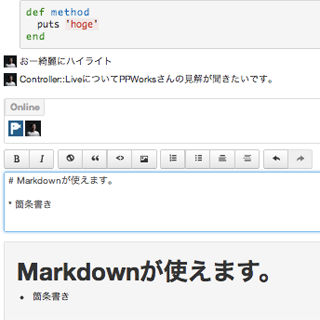 def method
puts 'hoge'
end
おー綺麗にハイライト
Controller::LiveについてPPWorksさんの見解が聞きたいです。
Online
B I
# Markdownが使えます。
* 箇条書き
Markdownが使えます。
• 箇条書き